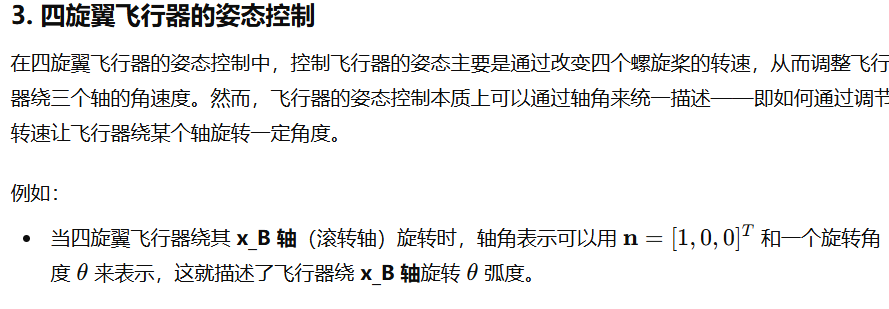 3. 四旋翼飞行器的姿态控制
在四旋翼飞行器的姿态控制中，控制飞行器的姿态主要是通过改变四个螺旋桨的转速，从而调整飞行
器绕三个轴的角速度。然而，飞行器的姿态控制本质上可以通过轴角来统一描述——即如何通过调节
转速让飞行器绕某个轴旋转一定角度。
例如：
• 当四旋翼飞行器绕其 x_B 轴（滚转轴）旋转时，轴角表示可以用 n = [1, 0, 0]^T 和一个旋转角
度 θ 来表示，这就描述了飞行器绕 x_B 轴旋转 θ 弧度。